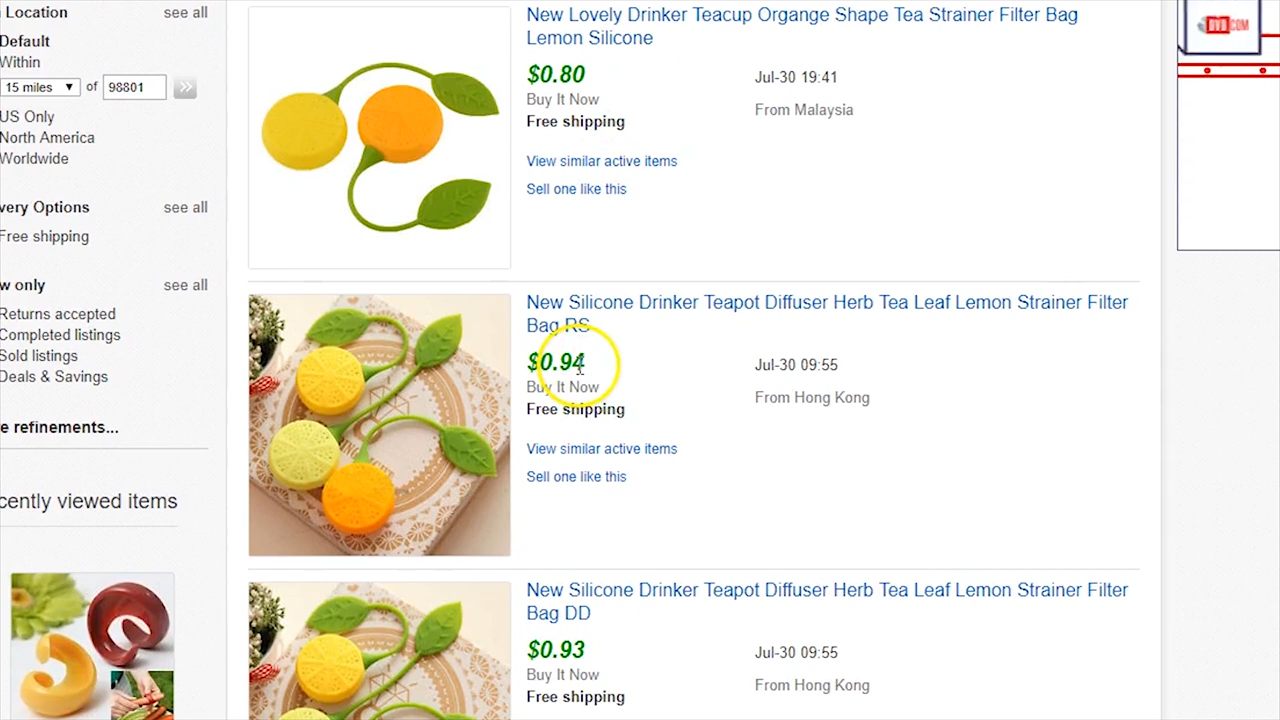 Location see all
Default
Within
15 miles of 98801
US Only
North America
Worldwide
very Options see all
Free shipping
w only see all
Returns accepted
Completed listings
Sold listings
Deals & Savings
e refinements...
cently viewed items
New Lovely Drinker Teacup Organge Shape Tea Strainer Filter Bag
Lemon Silicone
$0.80
Buy It Now
Free shipping
Jul-30 19:41
From Malaysia
View similar active items
Sell one like this
New Silicone Drinker Teapot Diffuser Herb Tea Leaf Lemon Strainer Filter
Bag RS
$0.94
Buy It Now
Free shipping
Jul-30 09:55
From Hong Kong
View similar active items
Sell one like this
New Silicone Drinker Teapot Diffuser Herb Tea Leaf Lemon Strainer Filter
Bag DD
$0.93
Buy It Now
Free shipping
Jul-30 09:55
From Hong Kong